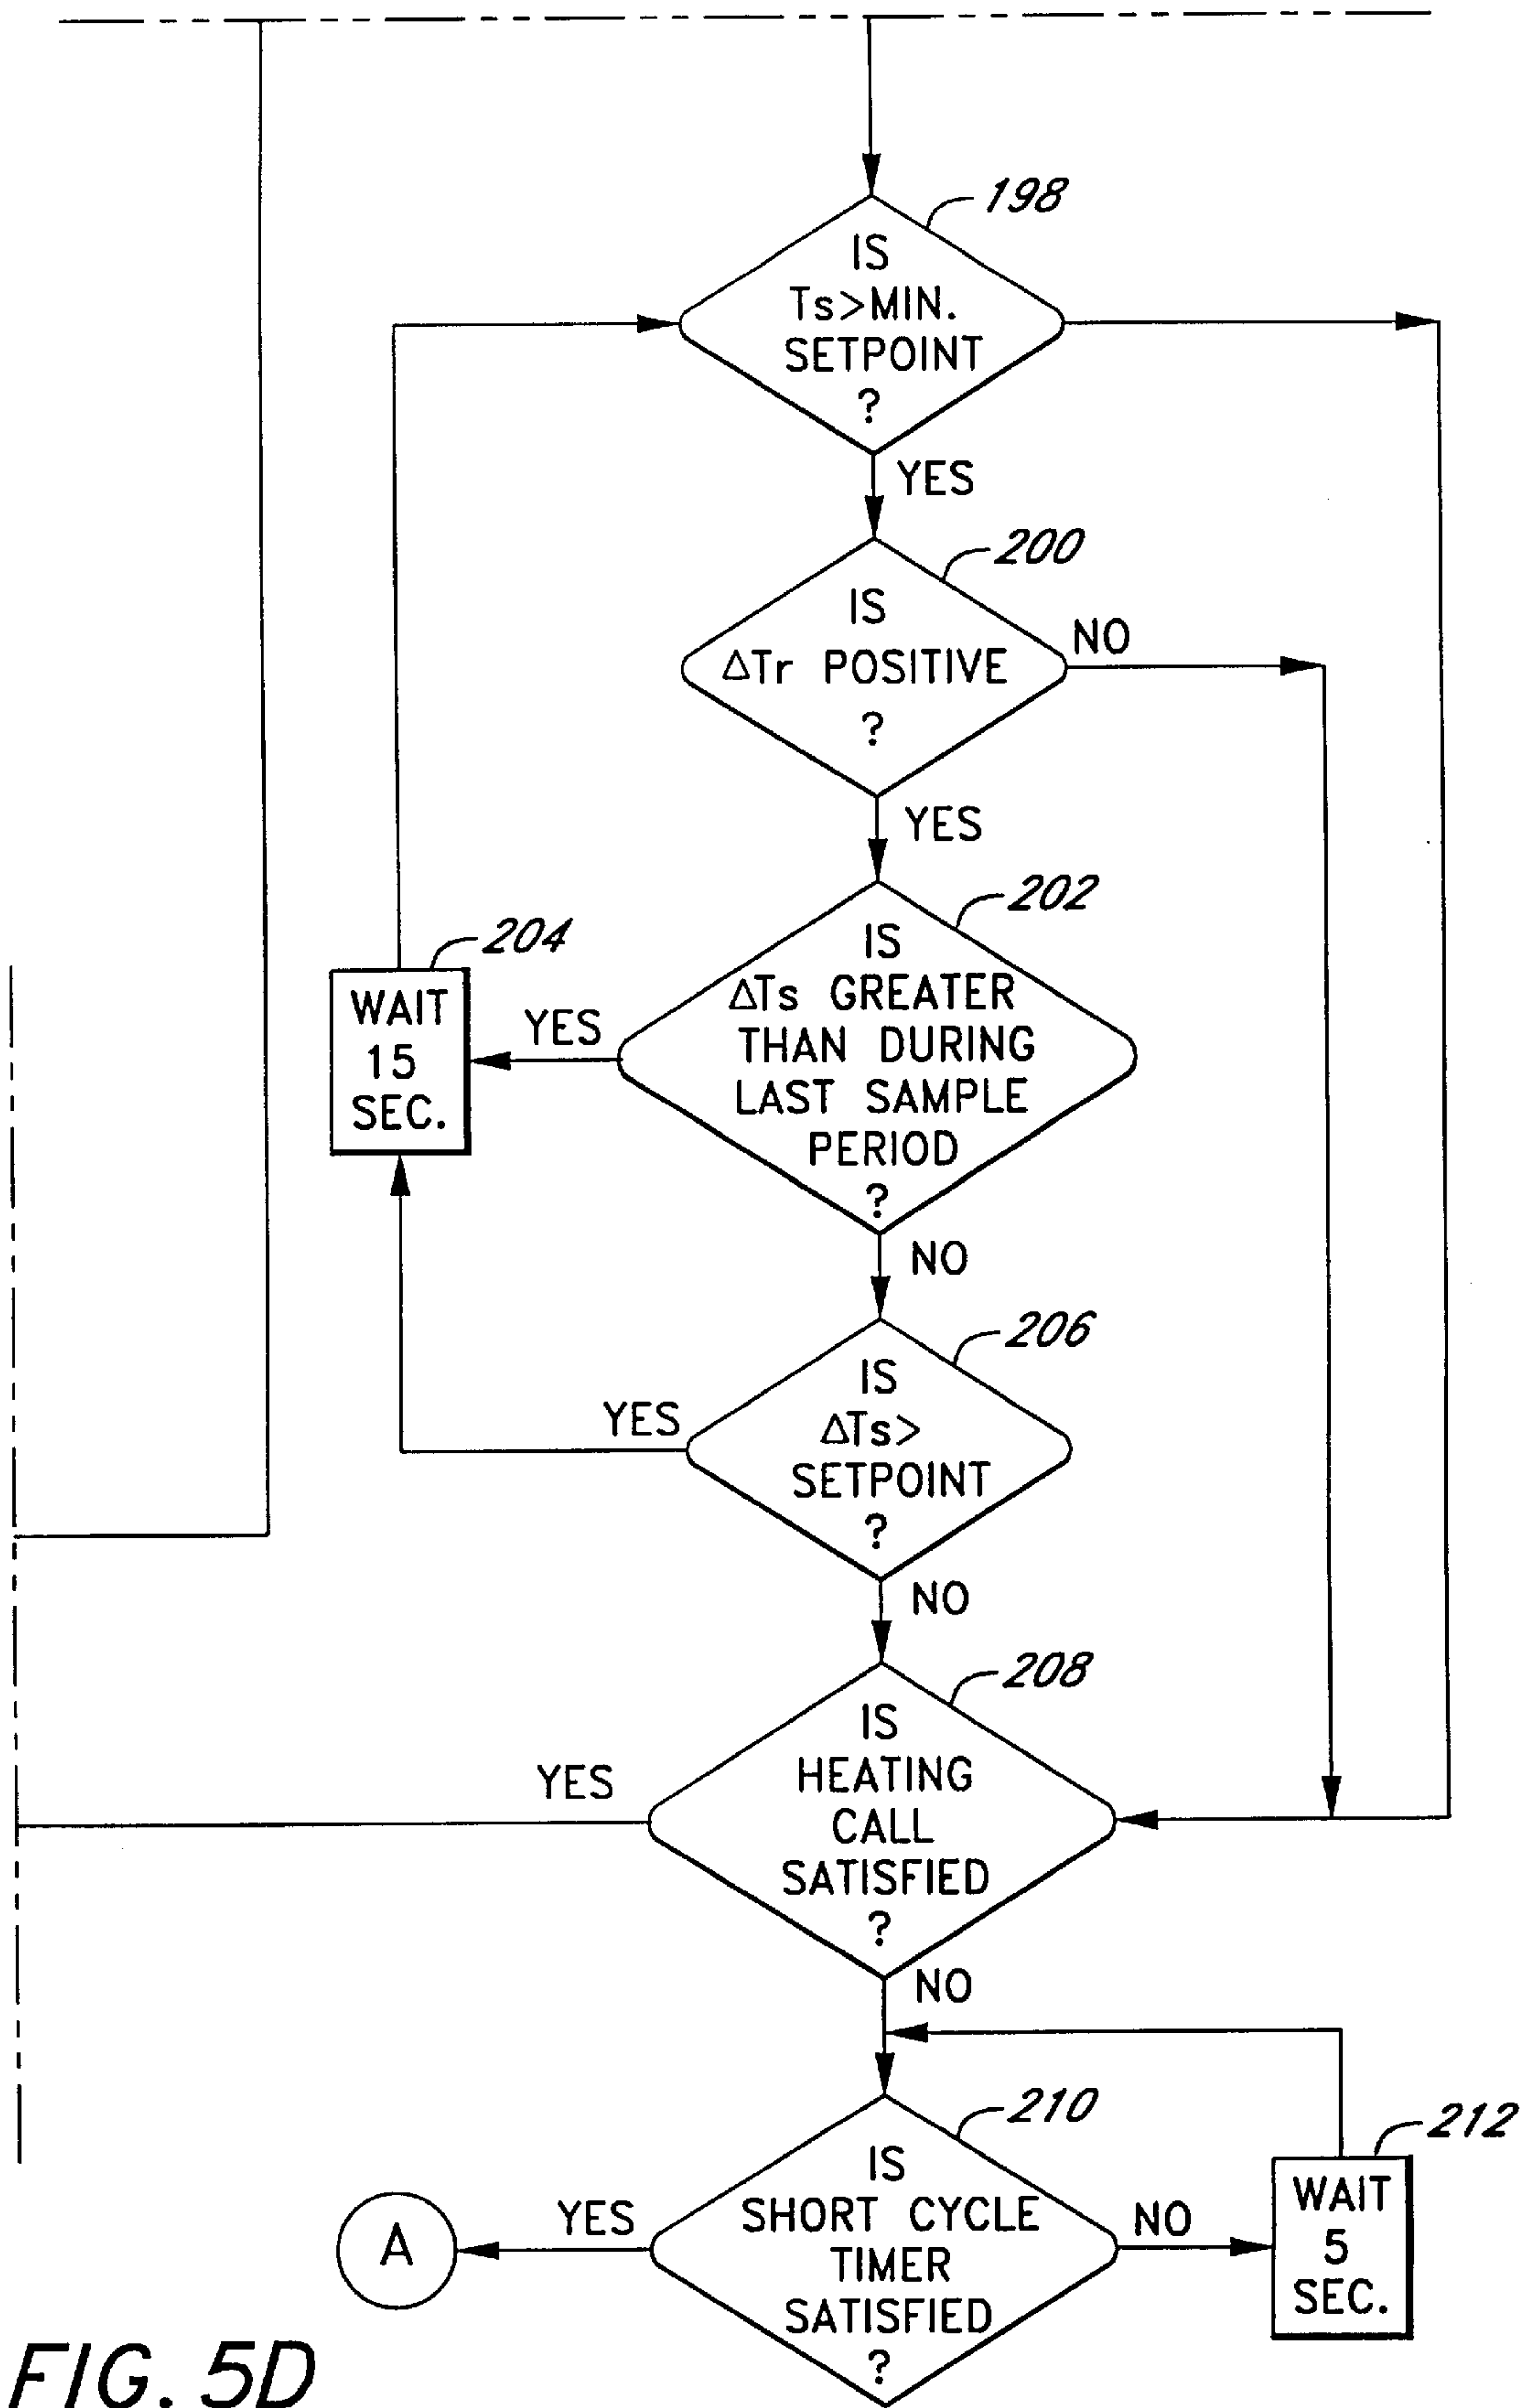 198
IS
Ts>MIN.
SETPOINT
?
YES
200
IS
ΔTr POSITIVE
?
NO
YES
202
IS
ΔTs GREATER
THAN DURING
LAST SAMPLE
PERIOD
?
YES
204
WAIT
15
SEC.
NO
206
IS
ΔTs>
SETPOINT
?
YES
NO
208
IS
HEATING
CALL
SATISFIED
?
YES
NO
210
IS
SHORT CYCLE
TIMER
SATISFIED
?
YES
A
NO
212
WAIT
5
SEC.
FIG. 5D